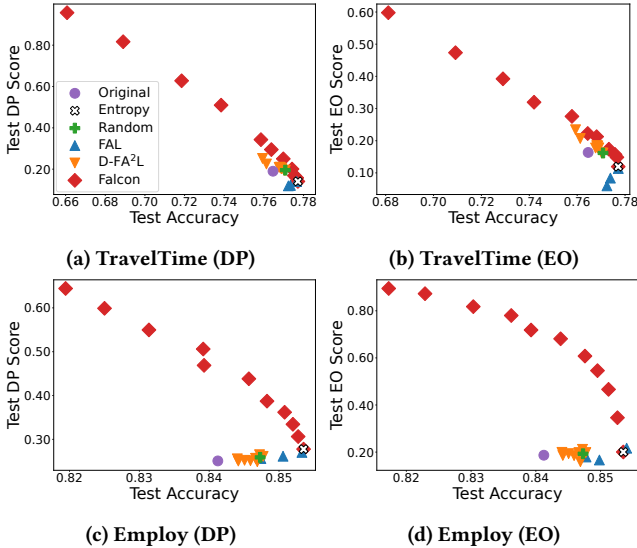 Test DP Score
0.80
0.60
0.40
0.20
Original
Entropy
Random
FAL
D-FA²L
Falcon
0.66 0.68 0.70 0.72 0.74 0.76 0.78
Test Accuracy
(a) TravelTime (DP)
Test EO Score
0.60
0.50
0.40
0.30
0.20
0.10
0.68 0.70 0.72 0.74 0.76 0.78
Test Accuracy
(b) TravelTime (EO)
Test DP Score
0.60
0.50
0.40
0.30
0.82 0.83 0.84 0.85
Test Accuracy
(c) Employ (DP)
Test EO Score
0.80
0.60
0.40
0.20
0.82 0.83 0.84 0.85
Test Accuracy
(d) Employ (EO)